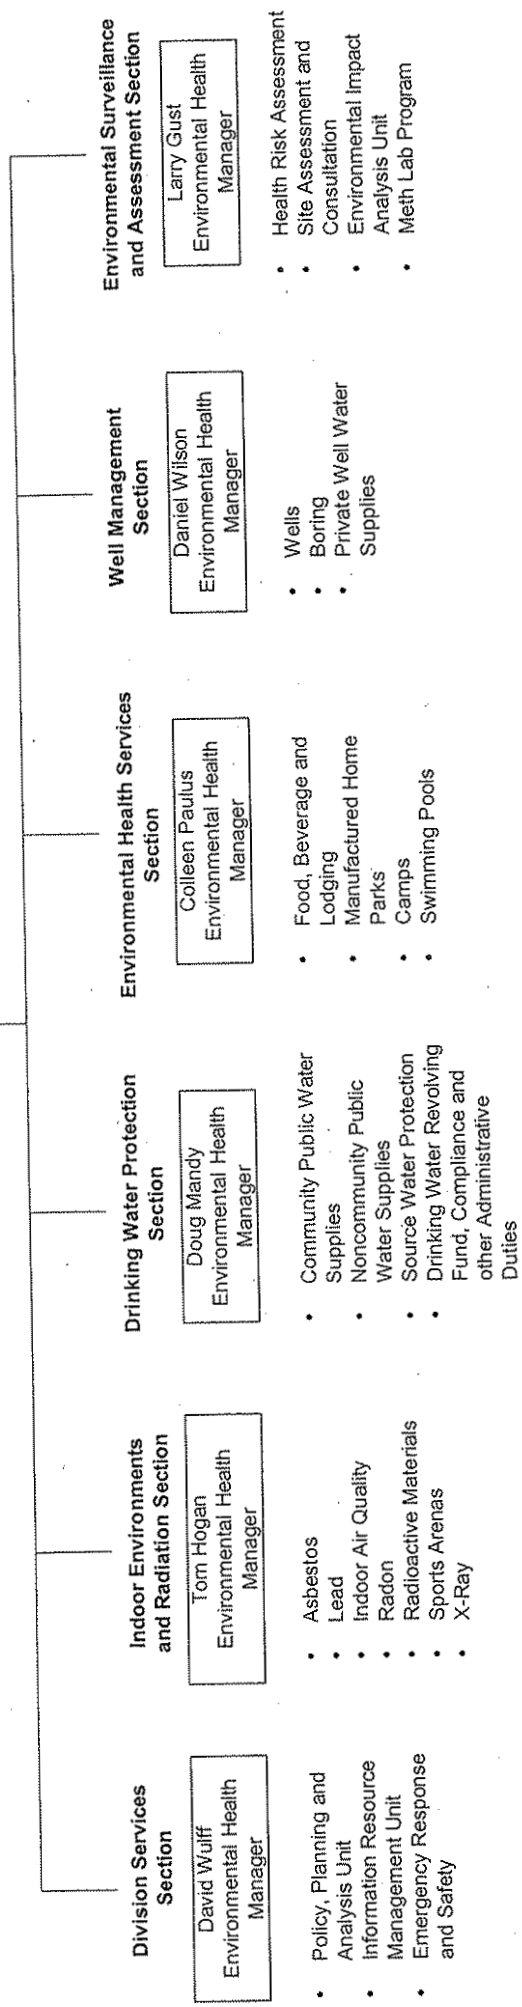 Division Services
Section
David Wulff
Environmental Health
Manager
• Policy, Planning and
Analysis Unit
• Information Resource
Management Unit
• Emergency Response
and Safety
Indoor Environments
and Radiation Section
Tom Hogan
Environmental Health
Manager
• Asbestos
• Lead
• Indoor Air Quality
• Radon
• Radioactive Materials
• Sports Arenas
• X-Ray
Drinking Water Protection
Section
Doug Mandy
Environmental Health
Manager
• Community Public Water
Supplies
• Noncommunity Public
Water Supplies
• Source Water Protection
• Drinking Water Revolving
Fund, Compliance and
other Administrative
Duties
Environmental Health Services
Section
Colleen Paulus
Environmental Health
Manager
• Food, Beverage and
Lodging
• Manufactured Home
Parks
• Camps
• Swimming Pools
Well Management
Section
Daniel Wilson
Environmental Health
Manager
• Wells
• Boring
• Private Well Water
Supplies
Environmental Surveillance
and Assessment Section
Larry Gust
Environmental Health
Manager
• Health Risk Assessment
• Site Assessment and
Consultation
• Environmental Impact
Analysis Unit
• Meth Lab Program